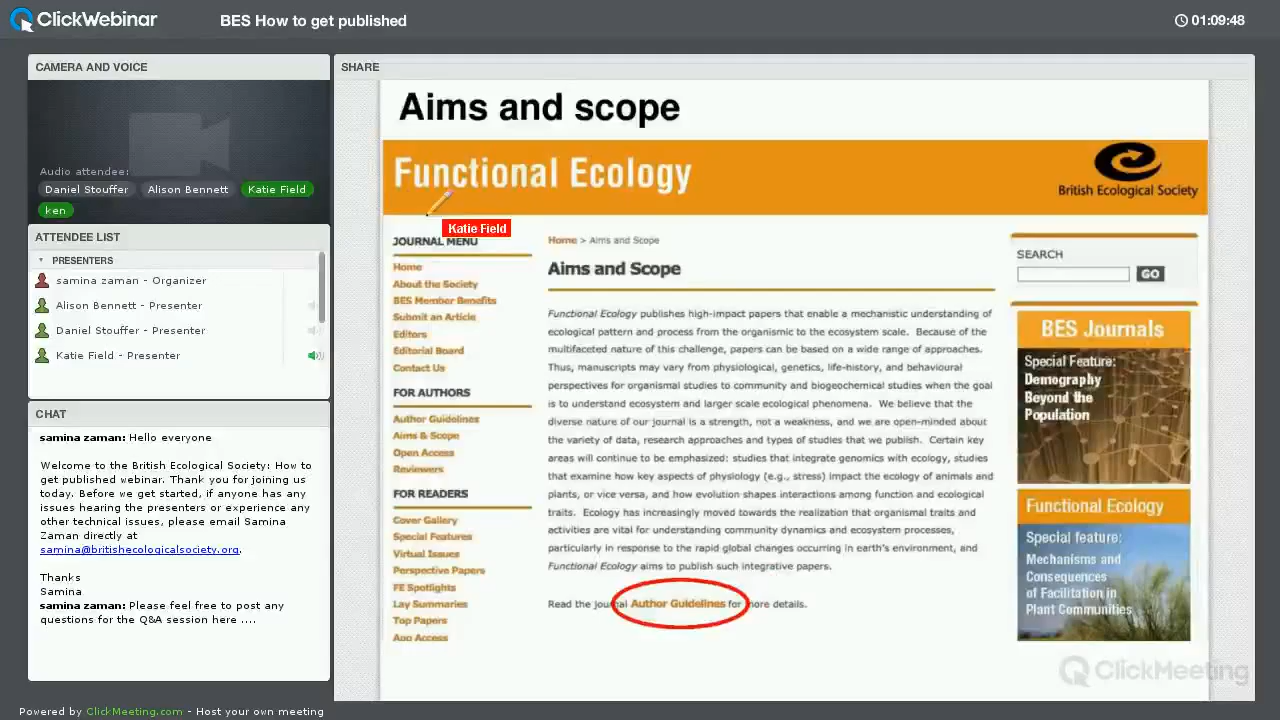 ClickWebinar
BES How to get published
01:09:48
CAMERA AND VOICE
Audio attendee:
Daniel Stouffer
Alison Bennett
Katie Field
ken
ATTENDEE LIST
PRESENTERS
samina zaman - Organizer
Alison Bennett - Presenter
Daniel Stouffer - Presenter
Katie Field - Presenter
CHAT
samina zaman: Hello everyone
Welcome to the British Ecological Society: How to
get published webinar. Thank you for joining us
today. Before we get started, if anyone has any
issues hearing the presenters or experience any
other technical issues, please email Samina
Zaman directly at
samina@britishecologicalsociety.org.
Thanks
Samina
samina zaman: Please feel free to post any
questions for the Q&A session here ....
Powered by ClickMeeting.com - Host your own meeting
SHARE
Aims and scope
Functional Ecology
British Ecological Society
Katie Field
JOURNAL MENU
Home
About the Society
BES Member Benefits
Submit an Article
Editors
Editorial Board
Contact Us
FOR AUTHORS
Author Guidelines
Aims & Scope
Open Access
Reviewers
FOR READERS
Cover Gallery
Special Features
Virtual Issues
Perspective Papers
FE Spotlights
Lay Summaries
Top Papers
App Access
Home > Aims and Scope
Aims and Scope
Functional Ecology publishes high-impact papers that enable a mechanistic understanding of
ecological pattern and process from the organismic to the ecosystem scale. Because of the
multifaceted nature of this challenge, papers can be based on a wide range of approaches.
Thus, manuscripts may vary from physiological, genetics, life-history, and behavioural
perspectives for organismal studies to community and biogeochemical studies when the goal
is to understand ecosystem and larger scale ecological phenomena. We believe that the
diverse nature of our journal is a strength, not a weakness, and we are open-minded about
the variety of data, research approaches and types of studies that we publish. Certain key
areas will continue to be emphasized: studies that integrate genomics with ecology, studies
that examine how key aspects of physiology (e.g., stress) impact the ecology of animals and
plants, or vice versa, and how evolution shapes interactions among function and ecological
traits. Ecology has increasingly moved towards the realization that organismal traits and
activities are vital for understanding community dynamics and ecosystem processes,
particularly in response to the rapid global changes occurring in earth's environment, and
Functional Ecology aims to publish such integrative papers.
Read the journal Author Guidelines for more details.
SEARCH
GO
BES Journals
Special Feature:
Demography
Beyond the
Population
Functional Ecology
Special feature:
Mechanisms and
Consequences
of Facilitation in
Plant Communities
ClickMeeting